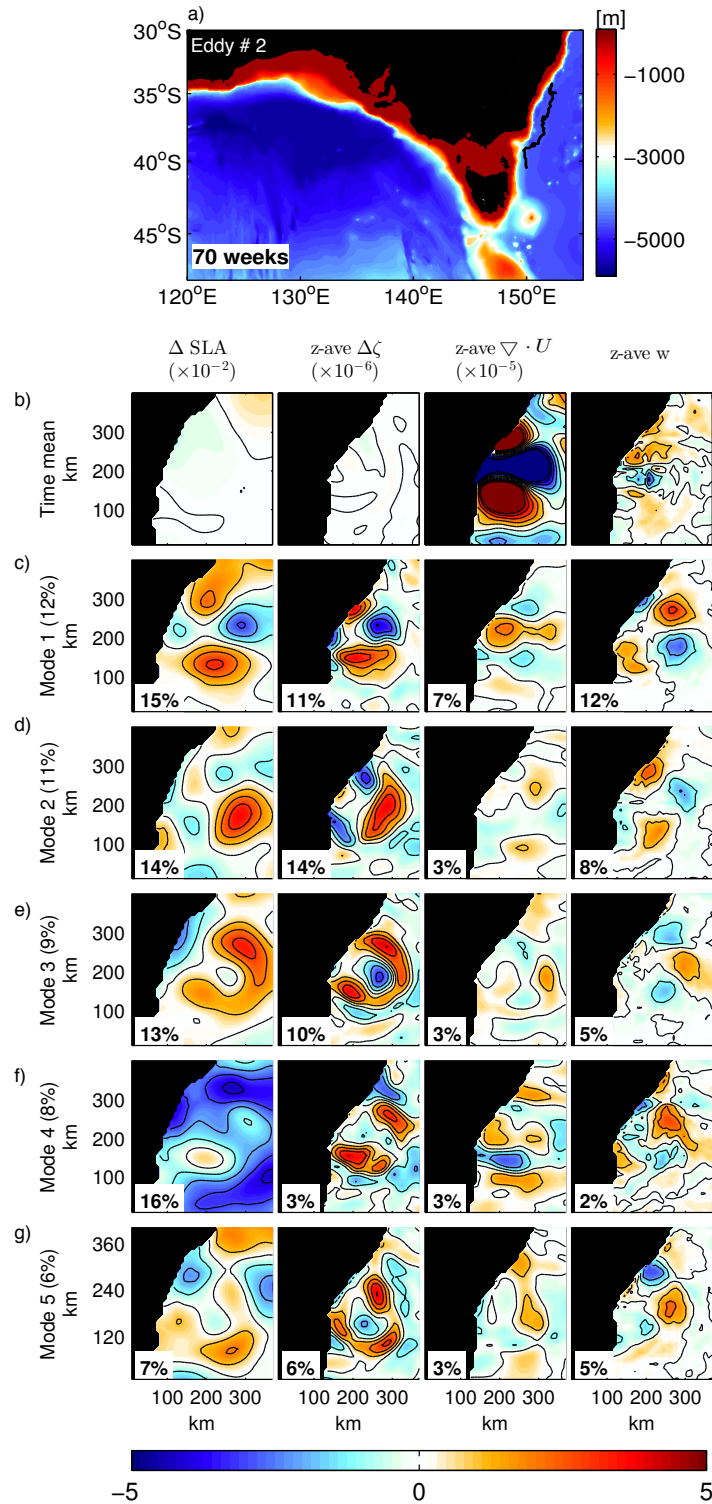 a)
[m]
30°S
Eddy # 2
35°S
40°S
45°S
70 weeks
120°E 130°E 140°E 150°E
−1000
−3000
−5000
Δ SLA z-ave Δζ z-ave ▽ · U z-ave w
(×10⁻²) (×10⁻⁶) (×10⁻⁵)
b)
Time mean
km
300
200
100
c)
Mode 1 (12%)
km
300
200
100
15% 11% 7% 12%
d)
Mode 2 (11%)
km
300
200
100
14% 14% 3% 8%
e)
Mode 3 (9%)
km
300
200
100
13% 10% 3% 5%
f)
Mode 4 (8%)
km
300
200
100
16% 3% 3% 2%
g)
Mode 5 (6%)
km
360
240
120
7% 6% 3% 5%
100 200 300 100 200 300 100 200 300 100 200 300
km km km km
−5 0 5